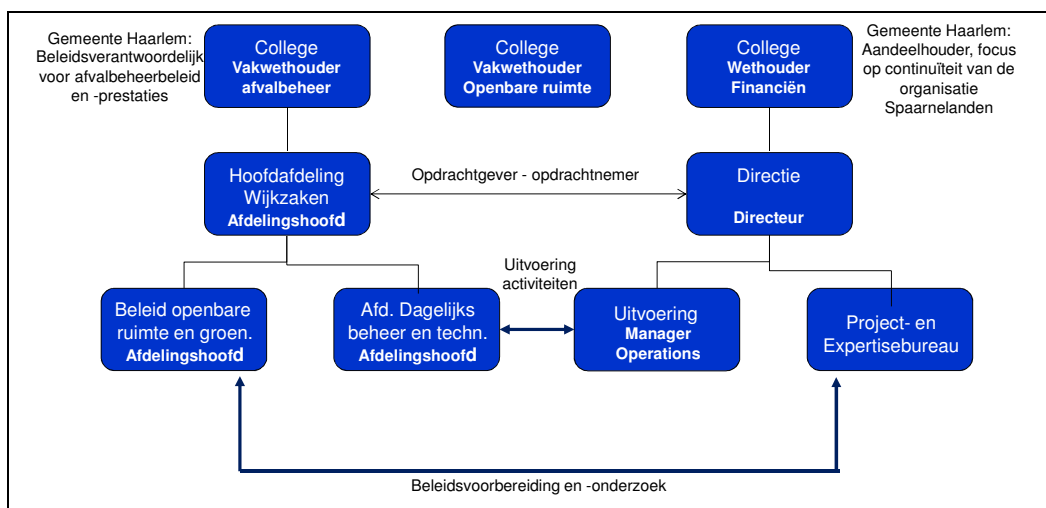 Gemeente Haarlem:
Beleidsverantwoordelijk
voor afvalbeheerbeleid
en -prestaties
College
Vakwethouder
afvalbeheer
College
Vakwethouder
Openbare ruimte
College
Wethouder
Financiën
Gemeente Haarlem:
Aandeelhouder, focus
op continuïteit van de
organisatie
Spaarnelanden
Hoofdafdeling
Wijkzaken
Afdelingshoofd
Opdrachtgever - opdrachtnemer
Directie
Directeur
Uitvoering
activiteiten
Beleid openbare
ruimte en groen.
Afdelingshoofd
Afd. Dagelijks
beheer en techn.
Afdelingshoofd
Uitvoering
Manager
Operations
Project- en
Expertisebureau
Beleidsvoorbereiding en -onderzoek